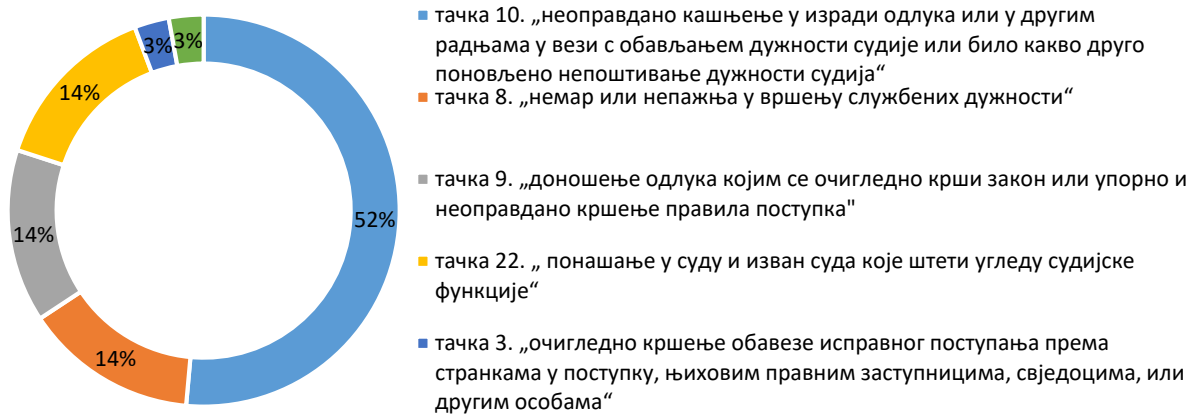 тачка 10. „неоправдано кашњење у изради одлука или у другим
радњама у вези с обављањем дужности судије или било какво друго
поновљено непоштивање дужности судија“
тачка 8. „немар или непажња у вршењу службених дужности“
тачка 9. „доношење одлука којим се очигледно крши закон или упорно и
неоправдано кршење правила поступка"
тачка 22. „ понашање у суду и изван суда које штети угледу судијске
функције“
тачка 3. „очигледно кршење обавезе исправног поступања према
странкама у поступку, њиховим правним заступницима, свједоцима, или
другим особама“
3%
3%
14%
14%
14%
52%